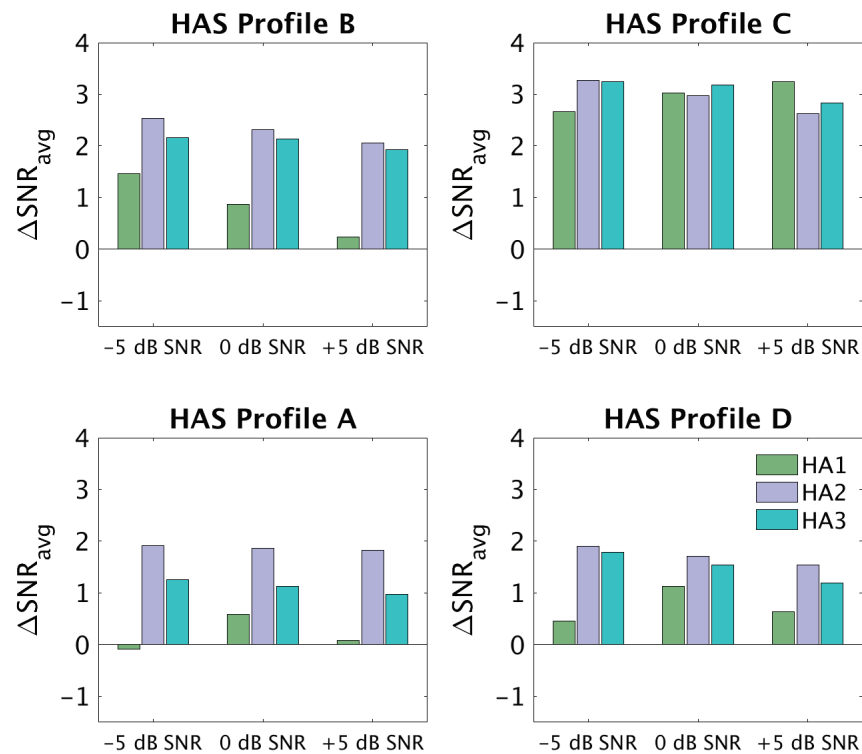 HAS Profile B
4
3
2
1
0
−1
ΔSNRavg
−5 dB SNR 0 dB SNR +5 dB SNR
HAS Profile C
4
3
2
1
0
−1
ΔSNRavg
−5 dB SNR 0 dB SNR +5 dB SNR
HAS Profile A
4
3
2
1
0
−1
ΔSNRavg
−5 dB SNR 0 dB SNR +5 dB SNR
HAS Profile D
4
3
2
1
0
−1
ΔSNRavg
−5 dB SNR 0 dB SNR +5 dB SNR
HA1
HA2
HA3